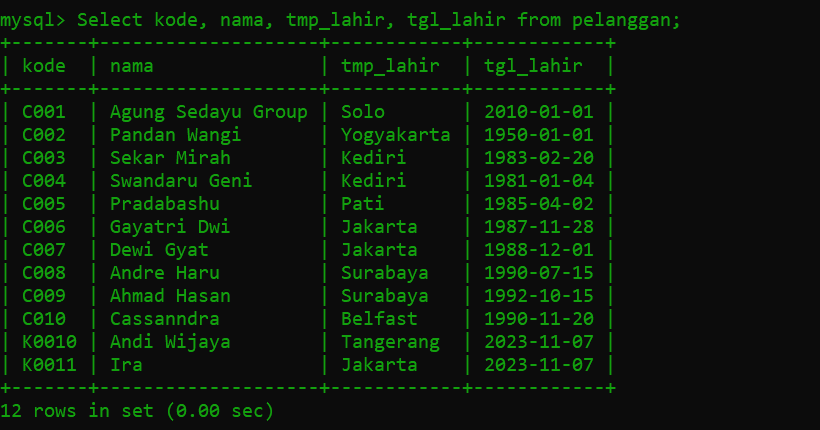 mysql> Select kode, nama, tmp_lahir, tgl_lahir from pelanggan;
+-------+--------------------+------------+------------+
| kode  | nama               | tmp_lahir  | tgl_lahir  |
+-------+--------------------+------------+------------+
| C001  | Agung Sedayu Group | Solo       | 2010-01-01 |
| C002  | Pandan Wangi       | Yogyakarta | 1950-01-01 |
| C003  | Sekar Mirah        | Kediri     | 1983-02-20 |
| C004  | Swandaru Geni      | Kediri     | 1981-01-04 |
| C005  | Pradabashu         | Pati       | 1985-04-02 |
| C006  | Gayatri Dwi        | Jakarta    | 1987-11-28 |
| C007  | Dewi Gyat          | Jakarta    | 1988-12-01 |
| C008  | Andre Haru         | Surabaya   | 1990-07-15 |
| C009  | Ahmad Hasan        | Surabaya   | 1992-10-15 |
| C010  | Cassanndra         | Belfast    | 1990-11-20 |
| K0010 | Andi Wijaya        | Tangerang  | 2023-11-07 |
| K0011 | Ira                | Jakarta    | 2023-11-07 |
+-------+--------------------+------------+------------+
12 rows in set (0.00 sec)